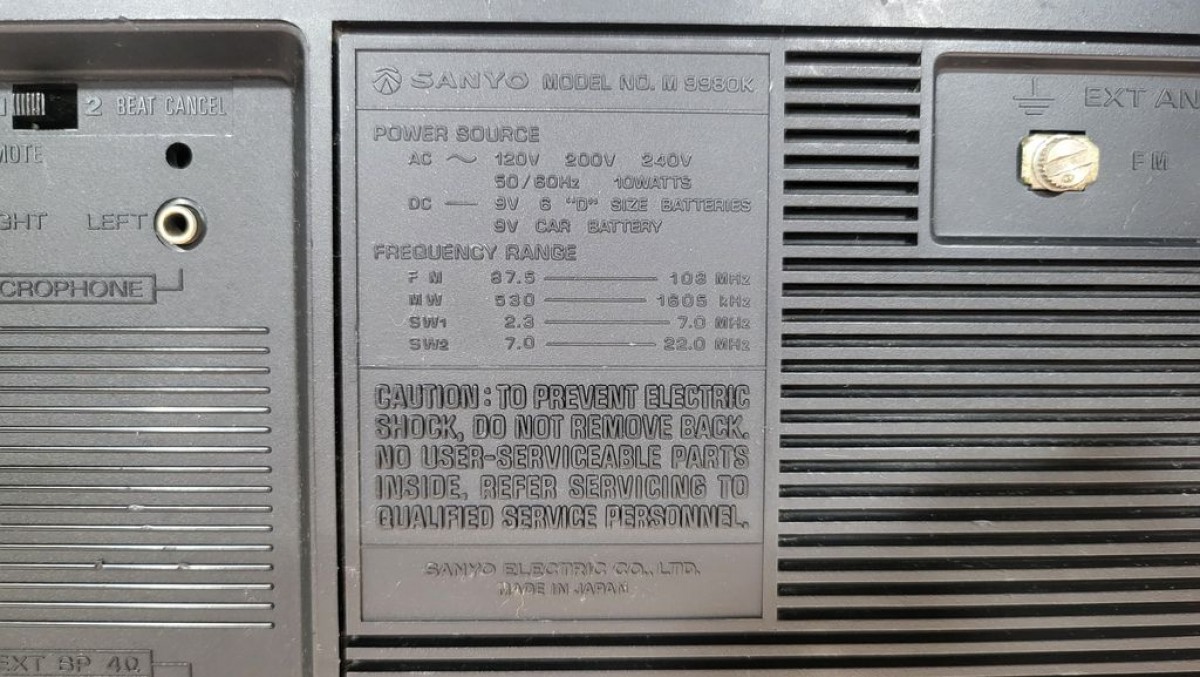 2 BEAT CANCEL
LEFT
SANYO MODEL NO. M 9980K
POWER SOURCE
AC ～ 120V 200V 240V
50/60Hz 10WATTS
DC — 9V 6 "D" SIZE BATTERIES
9V CAR BATTERY
FREQUENCY RANGE
FM 87.5 — 108 MHz
MW 530 — 1605 kHz
SW1 2.3 — 7.0 MHz
SW2 7.0 — 22.0 MHz
CAUTION: TO PREVENT ELECTRIC
SHOCK, DO NOT REMOVE BACK.
NO USER-SERVICEABLE PARTS
INSIDE, REFER SERVICING TO
QUALIFIED SERVICE PERSONNEL.
SANYO ELECTRIC CO., LTD.
MADE IN JAPAN
EXT AN
FM
MOTE
GHT
CROPHONE
EXT SP 4Ω